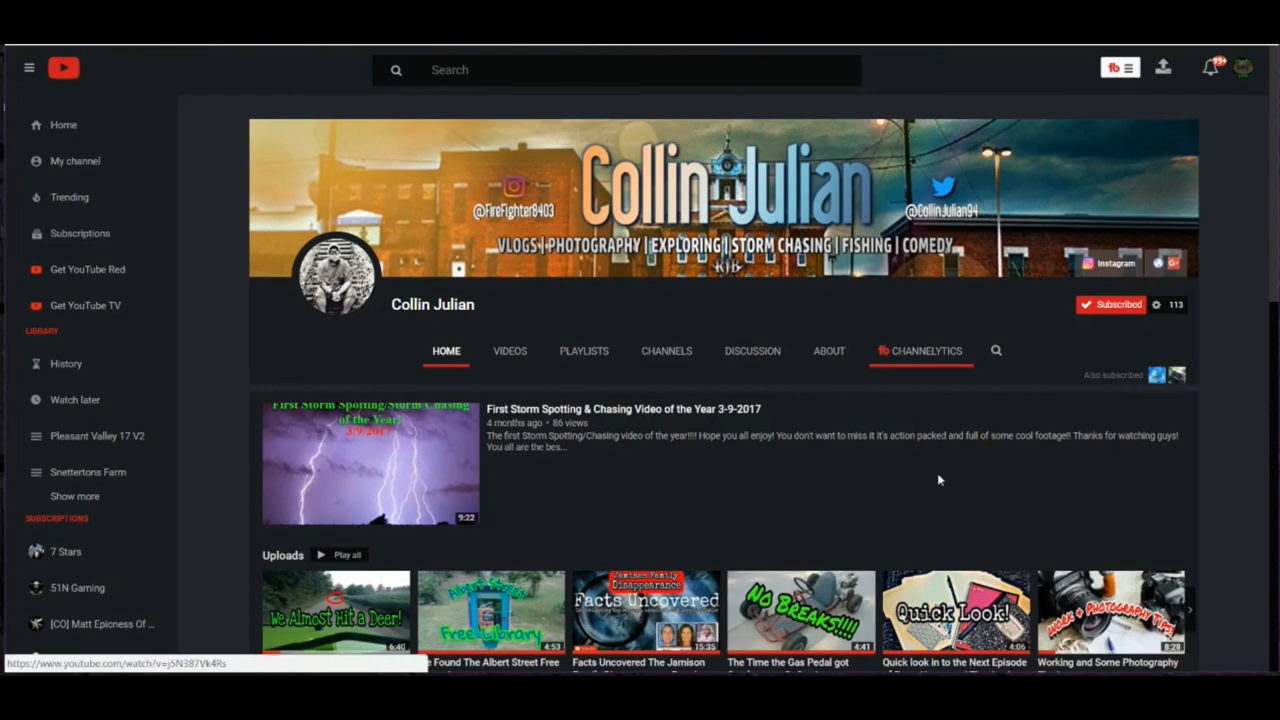 Search
99+
Home
My channel
Trending
Subscriptions
Get YouTube Red
Get YouTube TV
LIBRARY
History
Watch later
Pleasant Valley 17 V2
Snettertons Farm
Show more
SUBSCRIPTIONS
7 Stars
51N Gaming
[CO] Matt Epicness Of ...
https://www.youtube.com/watch?v=j5N387Vk4Rs
Collin Julian
@FireFighter8403
@CollinJulian94
VLOGS|PHOTOGRAPHY|EXPLORING|STORM CHASING|FISHING|COMEDY
Instagram
Collin Julian
Subscribed
113
HOME VIDEOS PLAYLISTS CHANNELS DISCUSSION ABOUT CHANNELYTICS
Also subscribed
First Storm Spotting/Storm Chasing
of the Year!
3-9-2017
9:22
First Storm Spotting & Chasing Video of the Year 3-9-2017
4 months ago • 86 views
The first Storm Spotting/Chasing video of the year!!!! Hope you all enjoy! You don't want to miss it it's action packed and full of some cool footage!! Thanks for watching guys!
You all are the bes...
Uploads Play all
We Almost Hit a Deer!
6:40
Albert Street
Free Library
4:53
e Found The Albert Street Free
Jamison Family
Disappearance
Facts Uncovered
15:35
Facts Uncovered The Jamison
NO BREAKS!!!!
4:41
The Time the Gas Pedal got
Quick Look!
4:06
Quick look in to the Next Episode
WORK & PHOTOGRAPHY TIPS!
8:28
Working and Some Photography